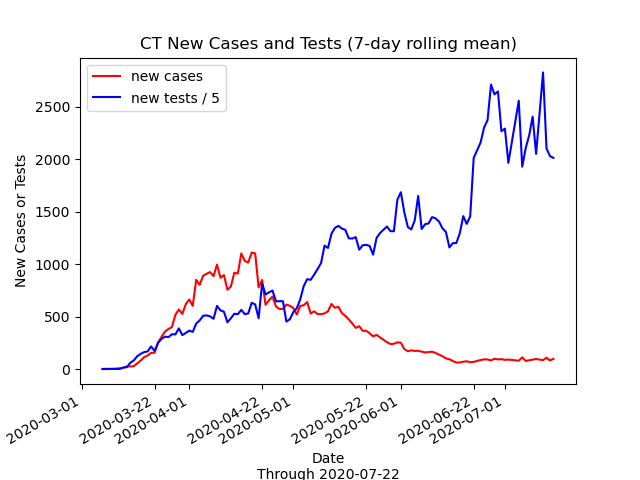 CT New Cases and Tests (7-day rolling mean)
new cases
new tests / 5
New Cases or Tests
2500
2000
1500
1000
500
0
2020-03-01
2020-03-22
2020-04-01
2020-04-22
2020-05-01
2020-05-22
2020-06-01
2020-06-22
2020-07-01
Date
Through 2020-07-22